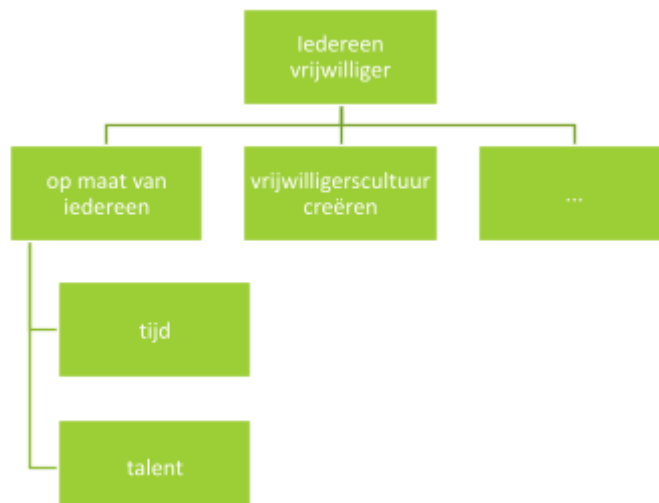 Iedereen
vrijwilliger
op maat van
iedereen
vrijwilligerscultuur
creëren
...
tijd
talent